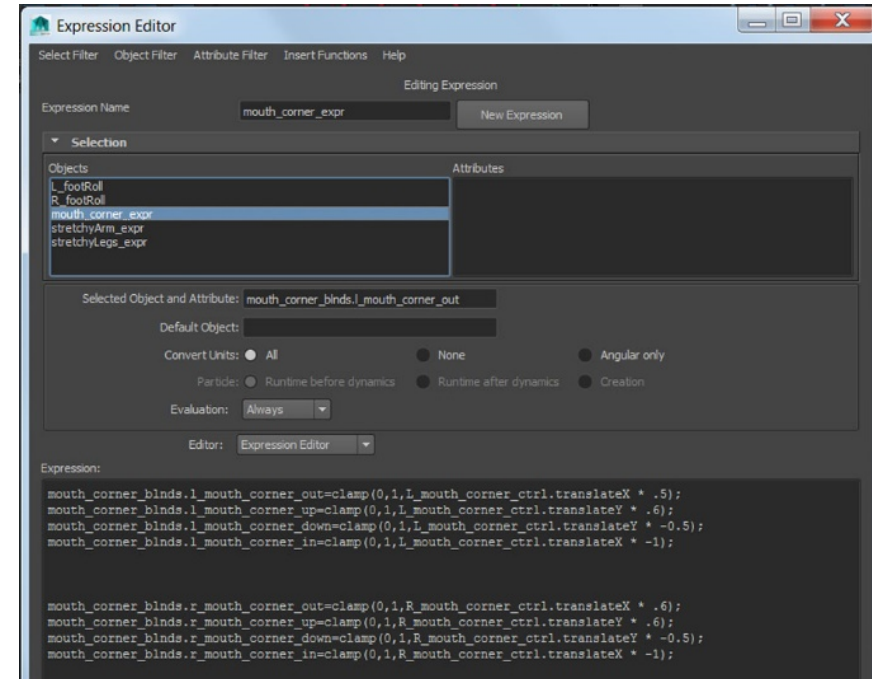 Expression Editor
Select Filter Object Filter Attribute Filter Insert Functions Help
Editing Expression
Expression Name mouth_corner_expr New Expression
Selection
Objects Attributes
L_footRoll
R_footRoll
mouth_corner_expr
stretchyArm_expr
stretchyLegs_expr
Selected Object and Attribute: mouth_corner_blnds.l_mouth_corner_out
Default Object:
Convert Units: All None Angular only
Particle: Runtime before dynamics Runtime after dynamics Creation
Evaluation: Always
Editor: Expression Editor
Expression:
mouth_corner_blnds.l_mouth_corner_out=clamp(0,1,L_mouth_corner_ctrl.translateX * .5);
mouth_corner_blnds.l_mouth_corner_up=clamp(0,1,L_mouth_corner_ctrl.translateY * .6);
mouth_corner_blnds.l_mouth_corner_down=clamp(0,1,L_mouth_corner_ctrl.translateY * -0.5);
mouth_corner_blnds.l_mouth_corner_in=clamp(0,1,L_mouth_corner_ctrl.translateX * -1);
mouth_corner_blnds.r_mouth_corner_out=clamp(0,1,R_mouth_corner_ctrl.translateX * .6);
mouth_corner_blnds.r_mouth_corner_up=clamp(0,1,R_mouth_corner_ctrl.translateY * .6);
mouth_corner_blnds.r_mouth_corner_down=clamp(0,1,R_mouth_corner_ctrl.translateY * -0.5);
mouth_corner_blnds.r_mouth_corner_in=clamp(0,1,R_mouth_corner_ctrl.translateX * -1);